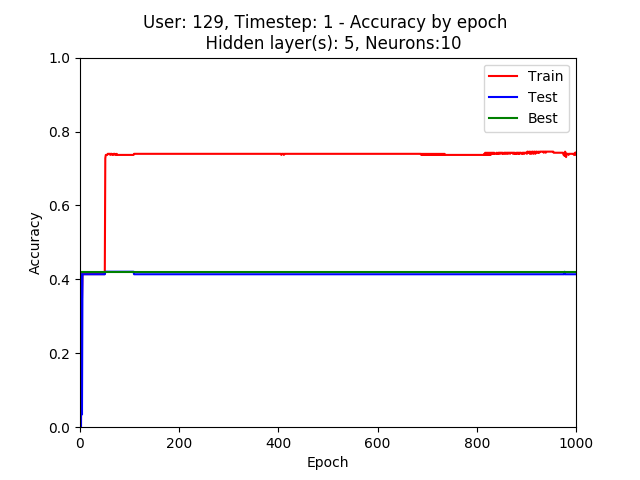 User: 129, Timestep: 1 - Accuracy by epoch
Hidden layer(s): 5, Neurons:10
1.0
0.8
0.6
0.4
0.2
0.0
Accuracy
Train
Test
Best
0 200 400 600 800 1000
Epoch